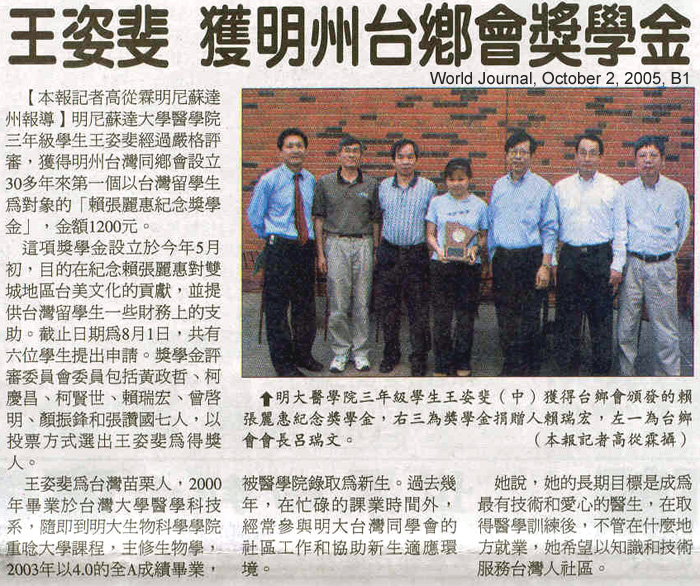 王姿斐 獲明州台鄉會獎學金
World Journal, October 2, 2005, B1
【本報記者高從霖明尼蘇達
州報導】明尼蘇達大學醫學院
三年級學生王姿斐經過嚴格評
審，獲得明州台灣同鄉會設立
30多年來第一個以台灣留學生
為對象的「賴張麗惠紀念獎學
金」，金額1200元。
這項獎學金設立於今年5月
初，目的在紀念賴張麗惠對雙
城地區台美文化的貢獻，並提
供台灣留學生一些財務上的支
助。截止日期為8月1日，共有
六位學生提出申請。獎學金評
審委員會委員包括黃政哲、柯
慶昌、柯賢世、賴瑞宏、曾啓
明、顏振鋒和張讚國七人，以
投票方式選出王姿斐為得獎
人。
王姿斐為台灣苗栗人，2000
年畢業於台灣大學醫學科技
系，隨即到明大生物科學學院
重唸大學課程，主修生物學，
2003年以4.0的全A成績畢業，
⬆明大醫學院三年級學生王姿斐（中）獲得台鄉會頒發的賴
張麗惠紀念獎學金，右三為獎學金捐贈人賴瑞宏，左一為台鄉
會會長呂瑞文。 （本報記者高從霖攝）
被醫學院錄取為新生。過去幾
年，在忙碌的課業時間外，
經常參與明大台灣同學會的
社區工作和協助新生適應環
境。
她說，她的長期目標是成為
最有技術和愛心的醫生，在取
得醫學訓練後，不管在什麼地
方就業，她希望以知識和技術
服務台灣人社區。